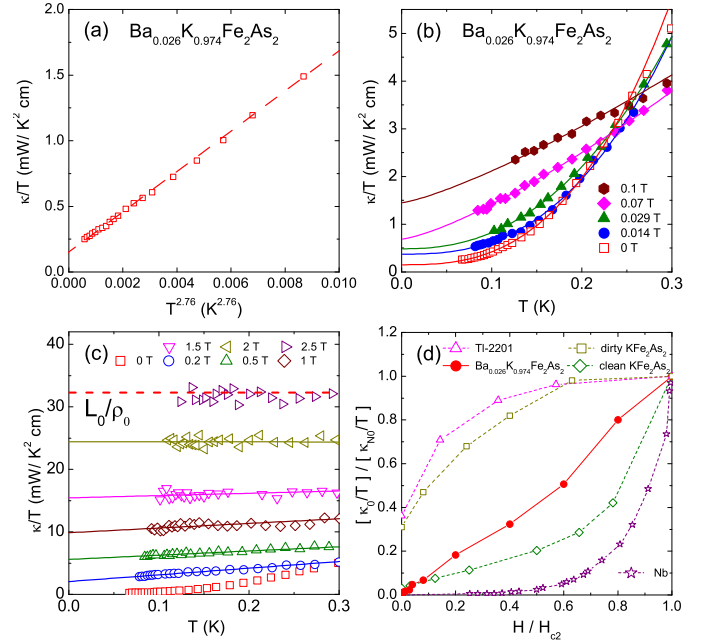 (a) Ba0.026K0.974Fe2As2
2.0
1.5
1.0
0.5
0.0
κ/T (mW/ K² cm)
0.000 0.002 0.004 0.006 0.008 0.010
T^2.76 (K^2.76)
(b) Ba0.026K0.974Fe2As2
6
5
4
3
2
1
0
κ/T (mW/ K² cm)
0.1 T
0.07 T
0.029 T
0.014 T
0 T
0.0 0.1 0.2 0.3
T (K)
(c)
1.5 T 2 T 2.5 T
0 T 0.2 T 0.5 T 1 T
L0/ρ0
40
30
20
10
0
κ/T (mW/ K² cm)
0.0 0.1 0.2 0.3
T (K)
(d)
Tl-2201 dirty KFe2As2
Ba0.026K0.974Fe2As2 clean KFe2As2
Nb
1.2
1.0
0.8
0.6
0.4
0.2
0.0
[ κ0/T ] / [ κN0/T ]
0.0 0.2 0.4 0.6 0.8 1.0
H / Hc2